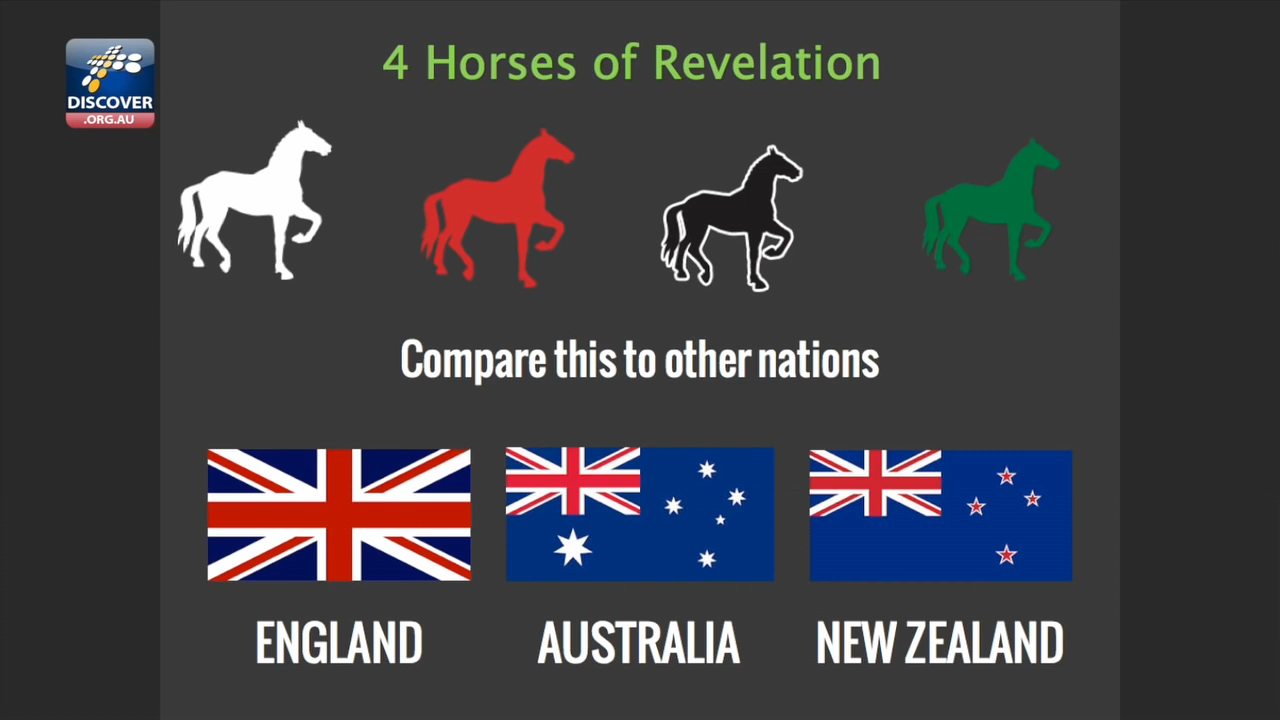 DISCOVER
.ORG.AU
4 Horses of Revelation
Compare this to other nations
ENGLAND
AUSTRALIA
NEW ZEALAND